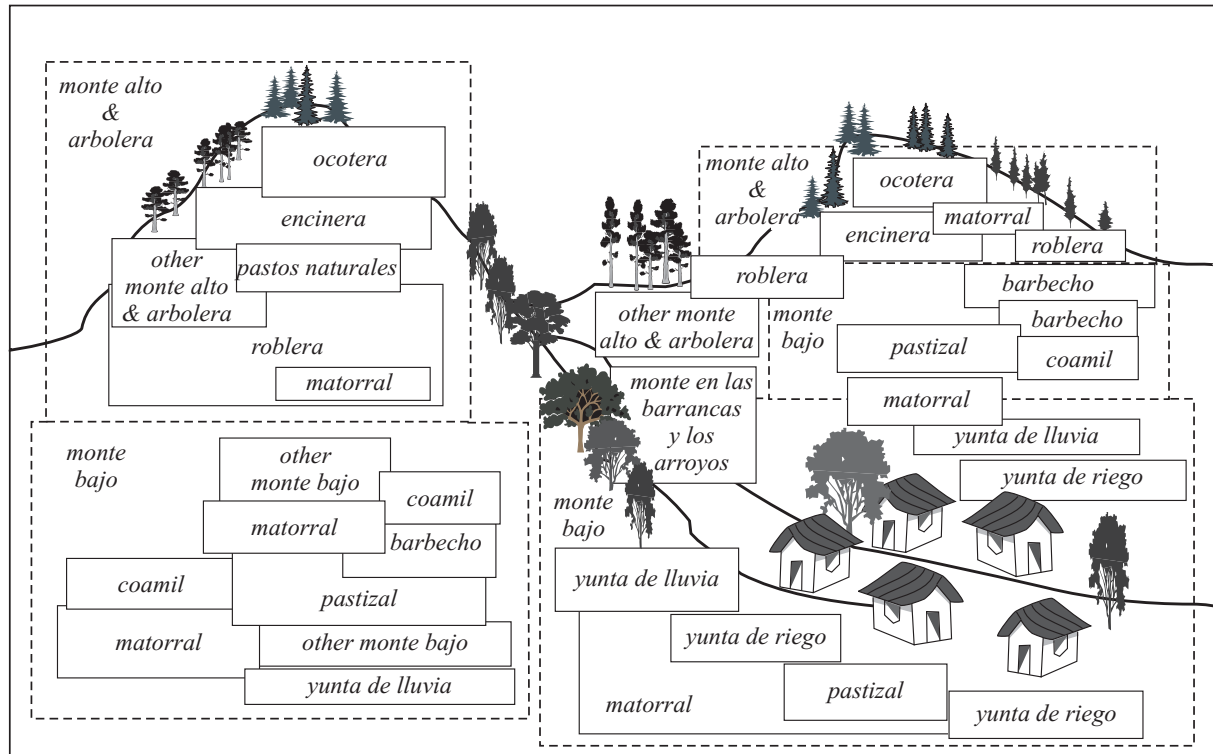 monte alto
&
arbolera
ocotera
encinera
other
monte alto
& arbolera
pastos naturales
roblera
matorral
monte
bajo
other
monte bajo
coamil
matorral
barbecho
coamil
pastizal
matorral
other monte bajo
yunta de lluvia
monte alto
&
arbolera
ocotera
matorral
encinera
roblera
roblera
other monte
alto & arbolera
monte
bajo
barbecho
barbecho
pastizal
coamil
matorral
monte en las
barrancas
y los
arroyos
yunta de lluvia
yunta de riego
monte
bajo
yunta de lluvia
yunta de riego
pastizal
matorral
yunta de riego